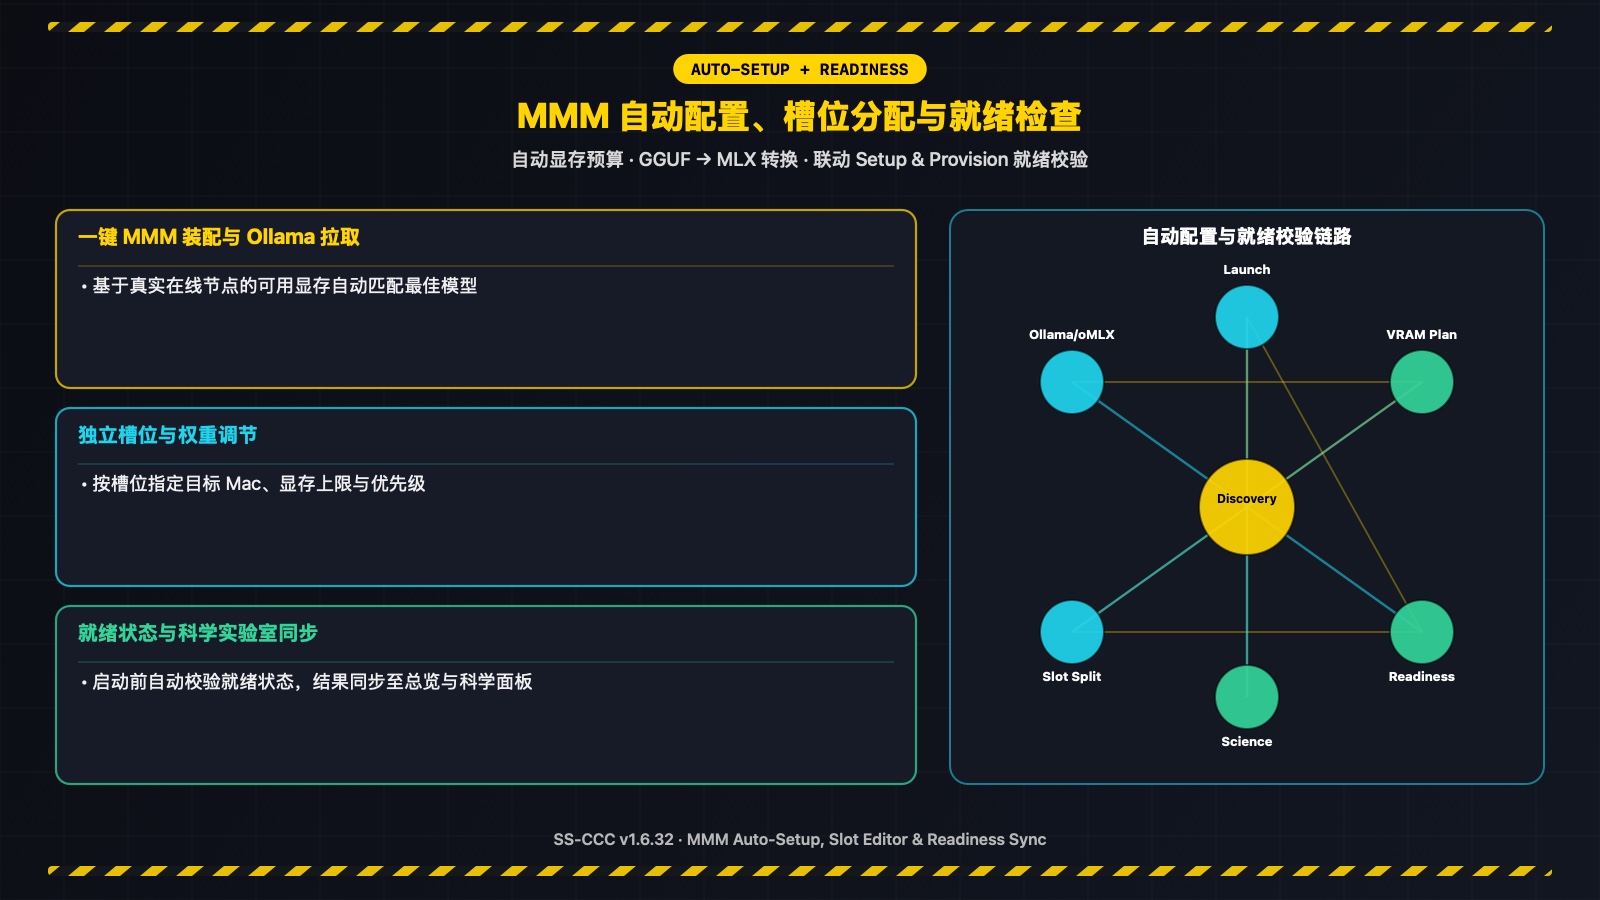 AUTO-SETUP + READINESS
MMM 自动配置、槽位分配与就绪检查
自动显存预算 · GGUF → MLX 转换 · 联动 Setup & Provision 就绪校验
一键 MMM 装配与 Ollama 拉取
• 基于真实在线节点的可用显存自动匹配最佳模型
独立槽位与权重调节
• 按槽位指定目标 Mac、显存上限与优先级
就绪状态与科学实验室同步
• 启动前自动校验就绪状态，结果同步至总览与科学面板
自动配置与就绪校验链路
Launch
Ollama/oMLX
VRAM Plan
Discovery
Slot Split
Readiness
Science
SS-CCC v1.6.32 · MMM Auto-Setup, Slot Editor & Readiness Sync